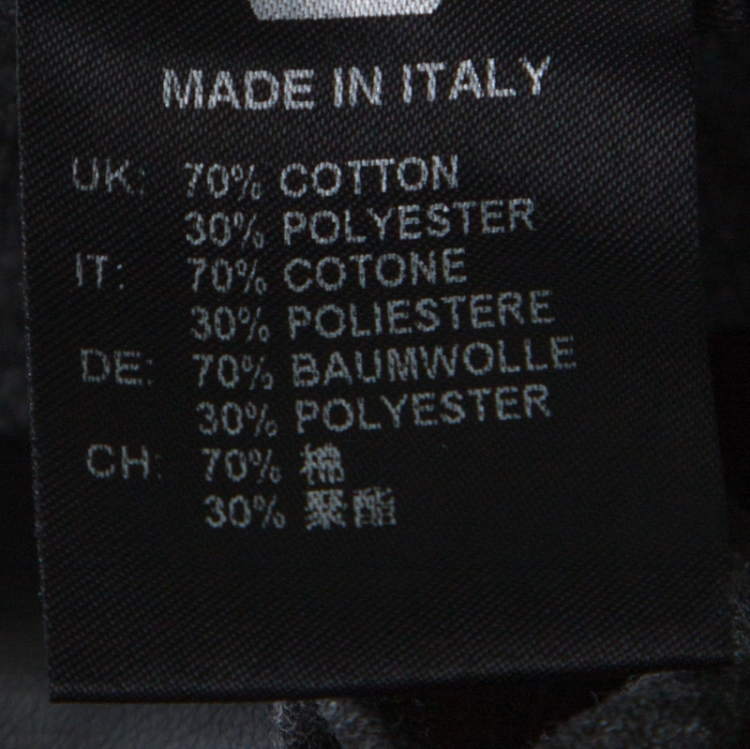 MADE IN ITALY
UK: 70% COTTON
30% POLYESTER
IT: 70% COTONE
30% POLIESTERE
DE: 70% BAUMWOLLE
30% POLYESTER
CH: 70% 棉
30% 聚酯